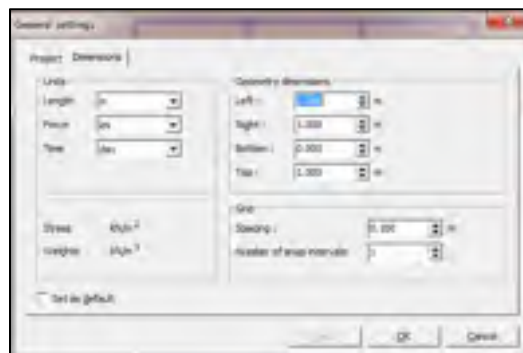 General settings
Project
Dimensions
Units
Length
m
Force
kN
Time
day
Stress
kN/m 2
Weights
kN/m 3
Geometry dimensions
Left :
m
Right :
1.000
m
Bottom :
0.000
m
Top :
1.000
m
Grid
Spacing :
m
Number of snap intervals
1
Set as default
OK
Cancel